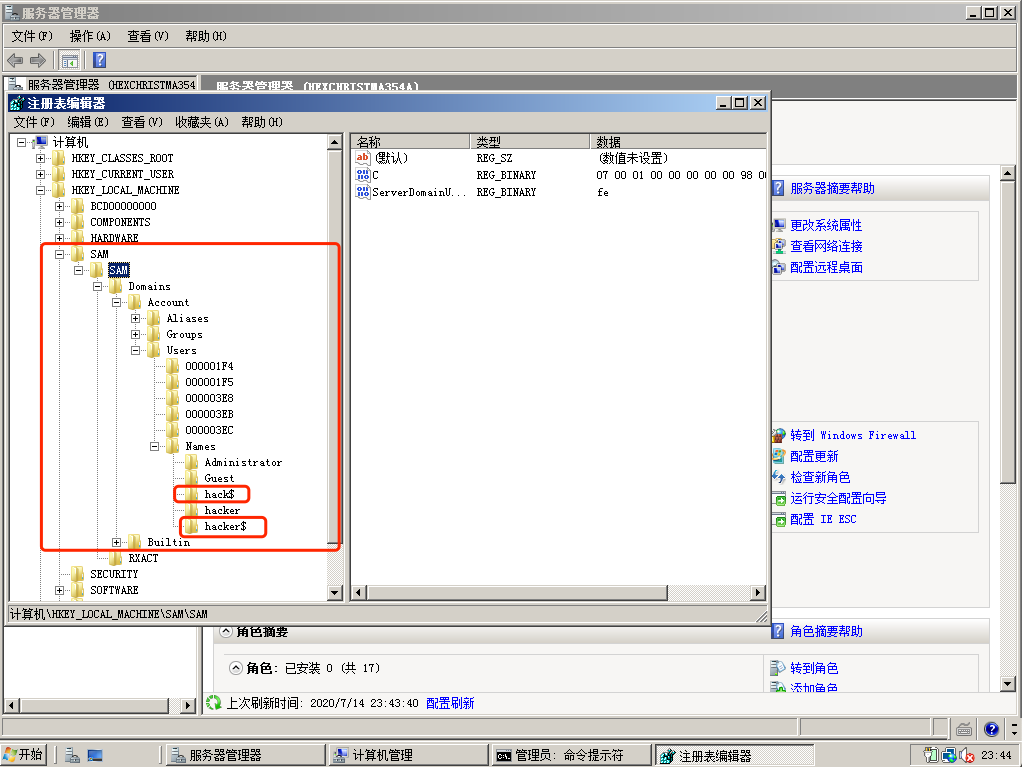 服务器管理器
文件(F) 操作(A) 查看(V) 帮助(H)
服务器管理器 (HEXCHRISTMA354
服务器管理器 (HEXCHRISTMA354A)
注册表编辑器
文件(F) 编辑(E) 查看(V) 收藏夹(A) 帮助(H)
计算机
HKEY_CLASSES_ROOT
HKEY_CURRENT_USER
HKEY_LOCAL_MACHINE
BCD00000000
COMPONENTS
HARDWARE
SAM
SAM
Domains
Account
Aliases
Groups
Users
000001F4
000001F5
000003E8
000003EB
000003EC
Names
Administrator
Guest
hack$
hacker
hacker$
Builtin
RXACT
SECURITY
SOFTWARE
名称 类型 数据
ab (默认) REG_SZ (数值未设置)
C REG_BINARY 07 00 01 00 00 00 00 00 98
ServerDomainU... REG_BINARY fe
计算机\HKEY_LOCAL_MACHINE\SAM\SAM
服务器摘要帮助
更改系统属性
查看网络连接
配置远程桌面
转到 Windows Firewall
配置更新
检查新角色
运行安全配置向导
配置 IE ESC
角色摘要
角色摘要帮助
角色: 已安装 0 (共 17)
转到角色
添加角色
上次刷新时间: 2020/7/14 23:43:40 配置刷新
开始 服务器管理器 计算机管理 管理员: 命令提示符 注册表编辑器 23:44